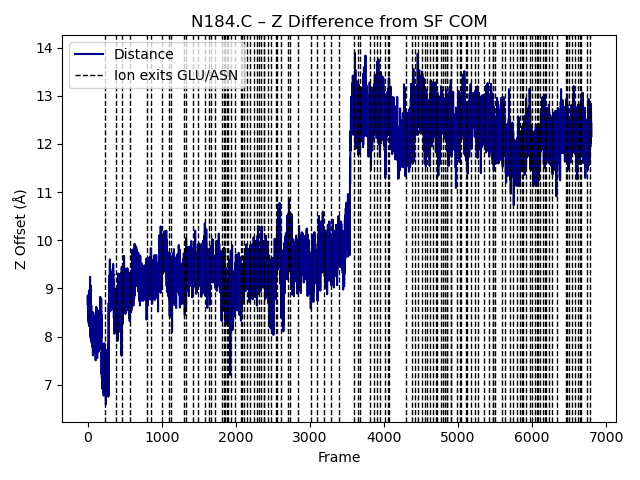 N184.C – Z Difference from SF COM
Distance
Ion exits GLU/ASN
Z Offset (Å)
14
13
12
11
10
9
8
7
0 1000 2000 3000 4000 5000 6000 7000
Frame